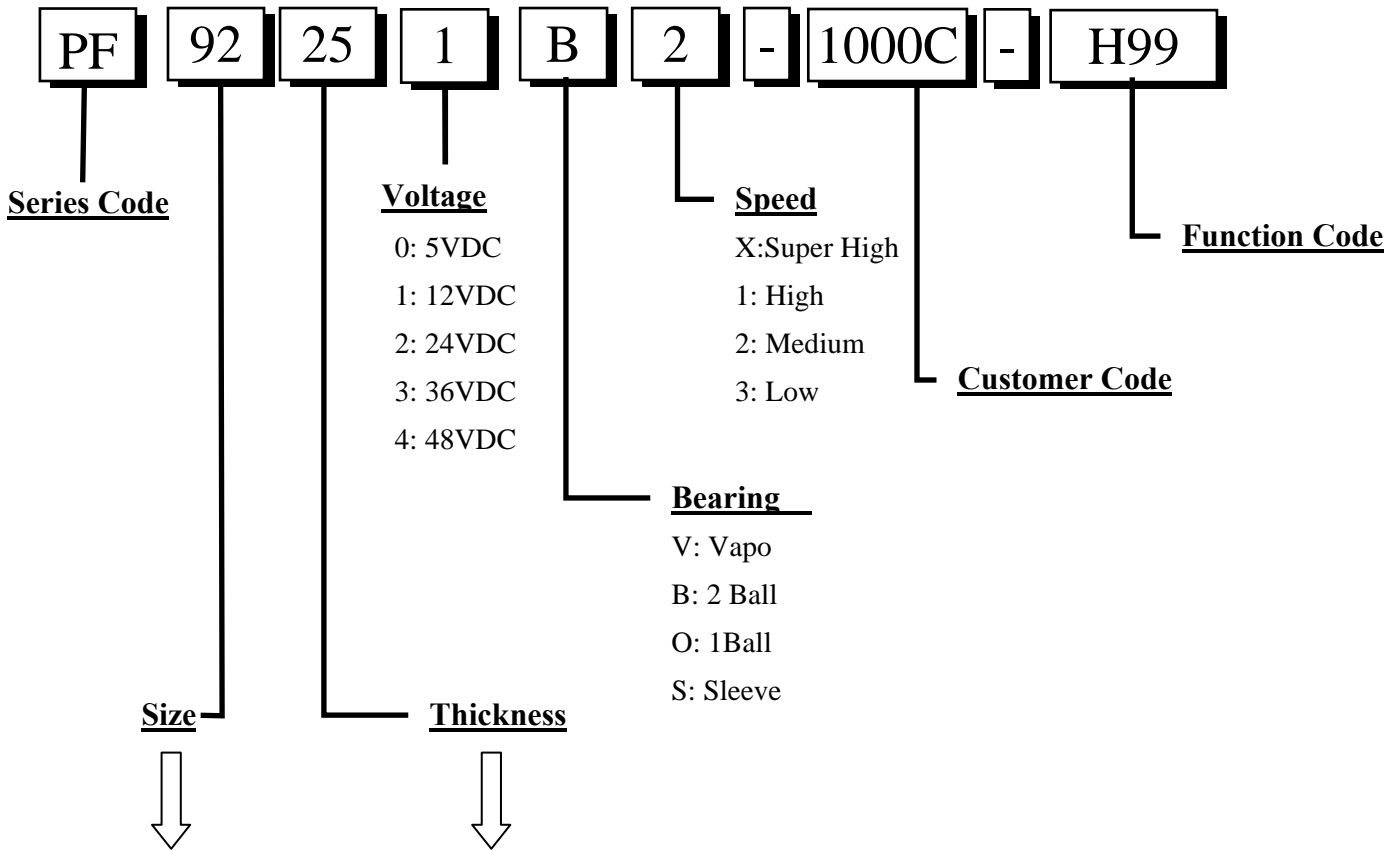 PF 92 25 1 B 2 - 1000C - H99
Series Code
Voltage
0: 5VDC
1: 12VDC
2: 24VDC
3: 36VDC
4: 48VDC
Speed
X:Super High
1: High
2: Medium
3: Low
Function Code
Customer Code
Bearing
V: Vapo
B: 2 Ball
O: 1Ball
S: Sleeve
Size
Thickness